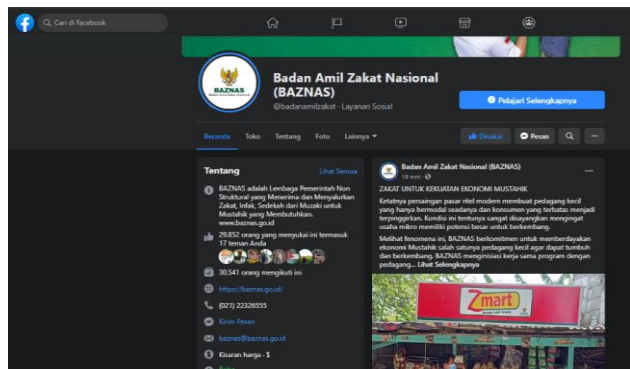 Cari di Facebook
BAZNAS
Badan Amil Zakat Nasional
(BAZNAS)
@badanamilzakat · Layanan Sosial
Pelajari Selengkapnya
Beranda Toko Tentang Foto Lainnya
Disukai Pesan
Tentang Lihat Semua
BAZNAS adalah Lembaga Pemerintah Non
Struktural yang Menerima dan Menyalurkan
Zakat, Infak, Sedekah dari Muzaki untuk
Mustahik yang Membutuhkan.
www.baznas.go.id
29.852 orang yang menyukai ini termasuk
17 teman Anda
30.541 orang mengikuti ini
https://baznas.go.id/
(021) 22326555
Kirim Pesan
baznas@baznas.go.id
Kisaran harga · $
Badan Amil Zakat Nasional (BAZNAS)
19 mnt ·
ZAKAT UNTUK KEKUATAN EKONOMI MUSTAHIK
Ketatnya persaingan pasar ritel modern membuat pedagang kecil
yang hanya bermodal seadanya dan konsumen yang terbatas menjadi
terpinggirkan. Kondisi ini tentunya sangat disayangkan mengingat
usaha mikro memiliki potensi besar untuk berkembang.
Melihat fenomena ini, BAZNAS berkomitmen untuk memberdayakan
ekonomi Mustahik salah satunya pedagang kecil agar dapat tumbuh
dan berkembang. BAZNAS menginisiasi kerja sama program dengan
pedagang... Lihat Selengkapnya
Zmart